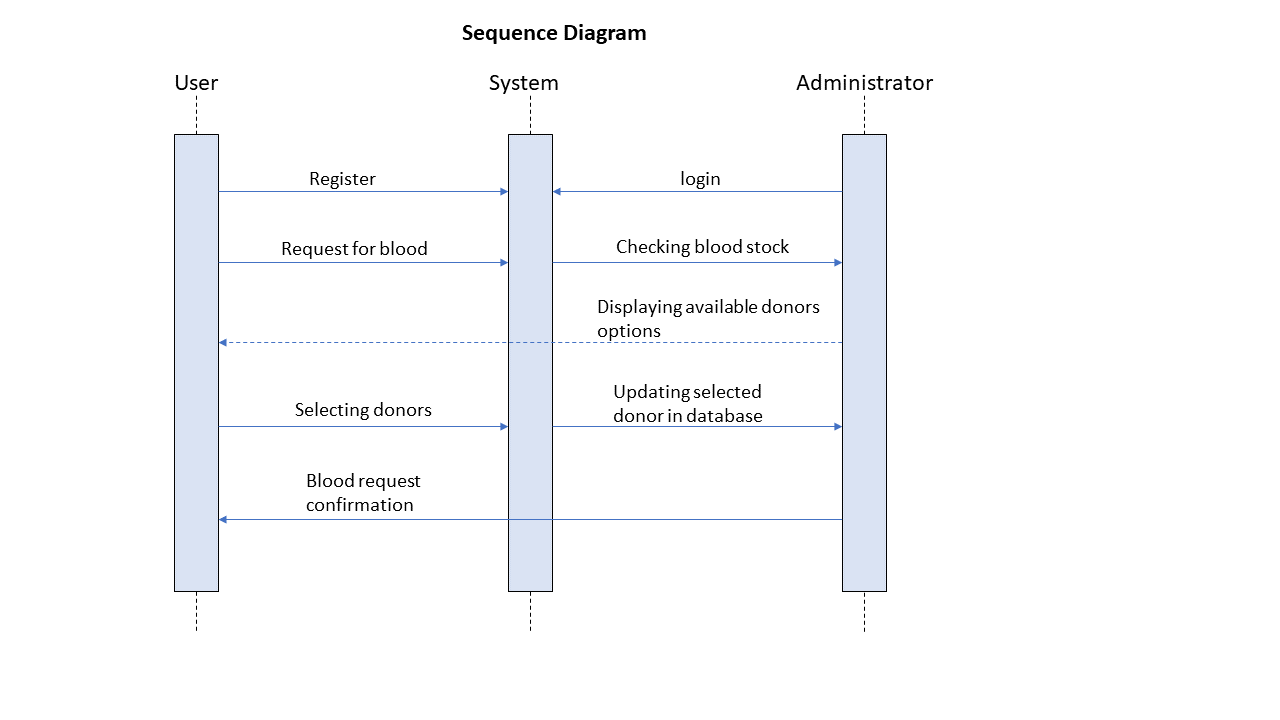 Sequence Diagram
User
System
Administrator
Register
login
Request for blood
Checking blood stock
Displaying available donors
options
Selecting donors
Updating selected
donor in database
Blood request
confirmation